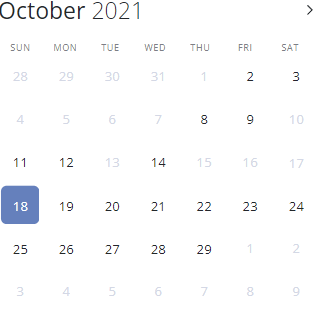 October 2021 >
SUN MON TUE WED THU FRI SAT
28 29 30 31 1 2 3
4 5 6 7 8 9 10
11 12 13 14 15 16 17
18 19 20 21 22 23 24
25 26 27 28 29 1 2
3 4 5 6 7 8 9